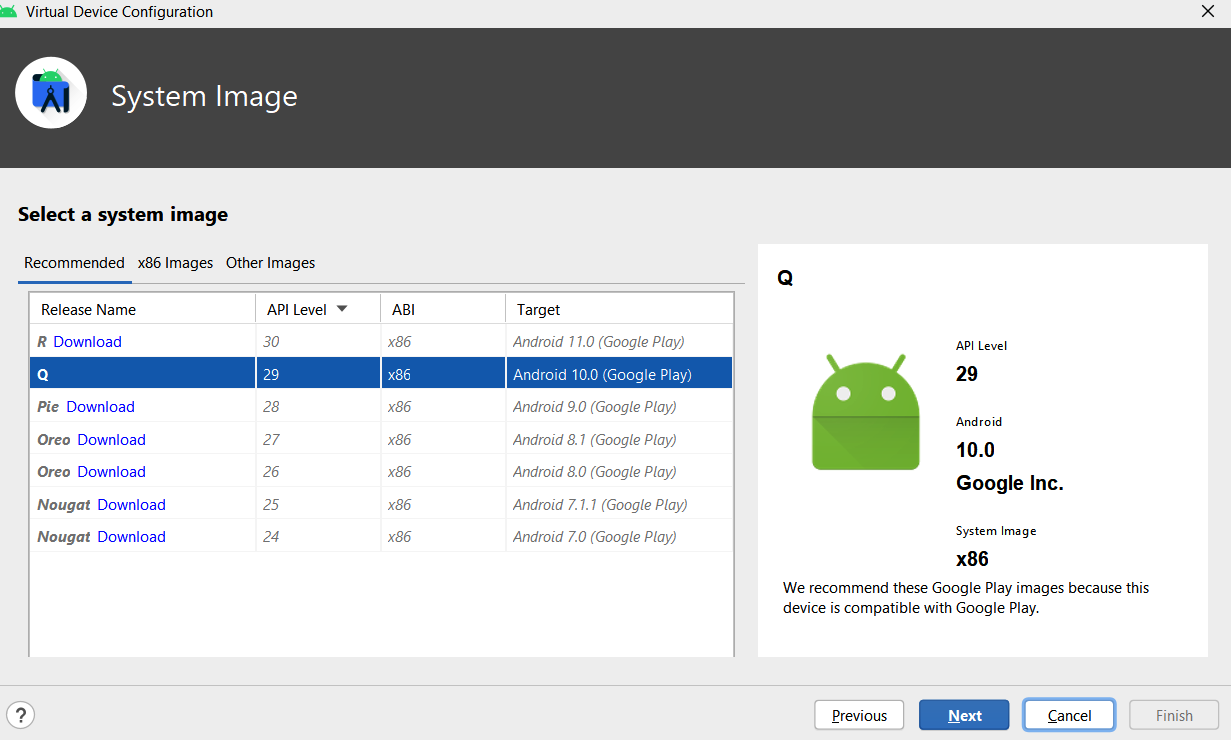 Virtual Device Configuration
System Image
Select a system image
Recommended x86 Images Other Images
Release Name API Level ABI Target
R Download 30 x86 Android 11.0 (Google Play)
Q 29 x86 Android 10.0 (Google Play)
Pie Download 28 x86 Android 9.0 (Google Play)
Oreo Download 27 x86 Android 8.1 (Google Play)
Oreo Download 26 x86 Android 8.0 (Google Play)
Nougat Download 25 x86 Android 7.1.1 (Google Play)
Nougat Download 24 x86 Android 7.0 (Google Play)
Q
API Level
29
Android
10.0
Google Inc.
System Image
x86
We recommend these Google Play images because this
device is compatible with Google Play.
? Previous Next Cancel Finish